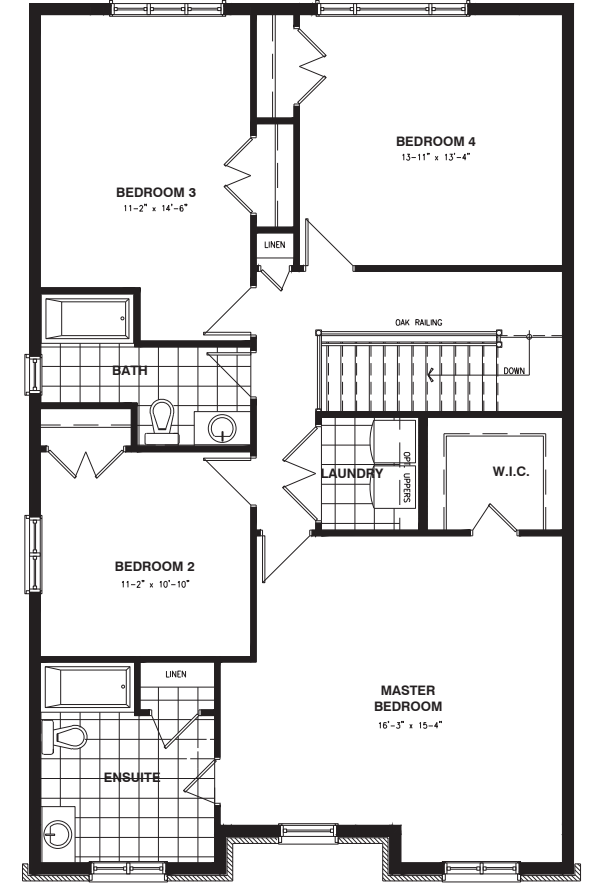 BEDROOM 4
13-11" x 13'-4"
BEDROOM 3
11-2" x 14'-6"
LINEN
OAK RAILING
DOWN
BATH
LAUNDRY
OPT. UPPERS
W.I.C.
BEDROOM 2
11-2" x 10'-10"
LINEN
MASTER
BEDROOM
16'-3" x 15-4"
ENSUITE